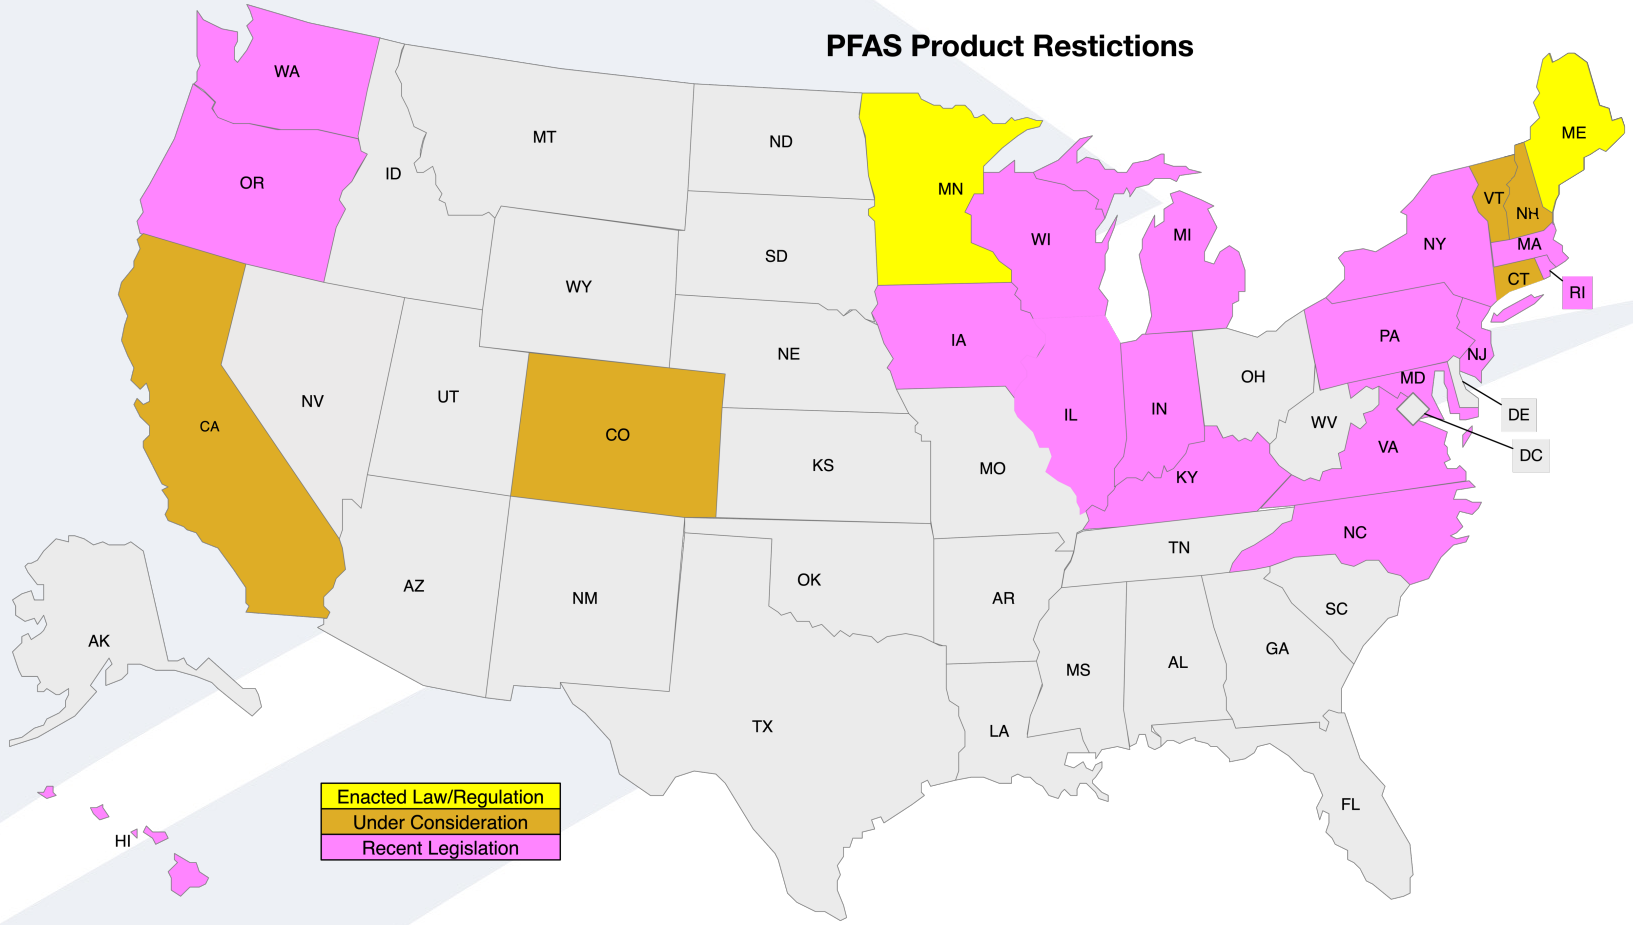 PFAS Product Restictions
WA
MT
ND
ME
OR
ID
MN
VT
NH
WI
MI
NY
MA
SD
CT
RI
WY
IA
PA
NE
NJ
MD
OH
NV
UT
IL
IN
DE
WV
CA
CO
VA
DC
KS
MO
KY
NC
TN
AZ
OK
NM
AR
SC
AK
GA
MS
AL
TX
LA
FL
HI
Enacted Law/Regulation
Under Consideration
Recent Legislation